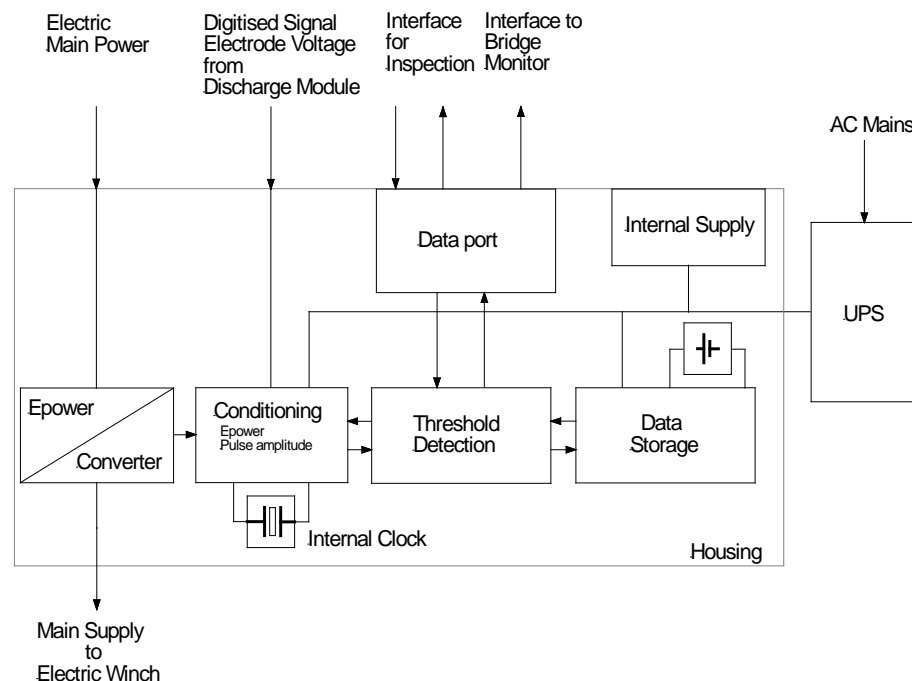 Electric
Main Power
Digitised Signal
Electrode Voltage
from
Discharge Module
Interface
for
Inspection
Interface to
Bridge
Monitor
AC Mains
Data port
Internal Supply
UPS
Epower
Converter
Conditioning
Epower
Pulse amplitude
Threshold
Detection
Data
Storage
Internal Clock
Housing
Main Supply
to
Electric Winch